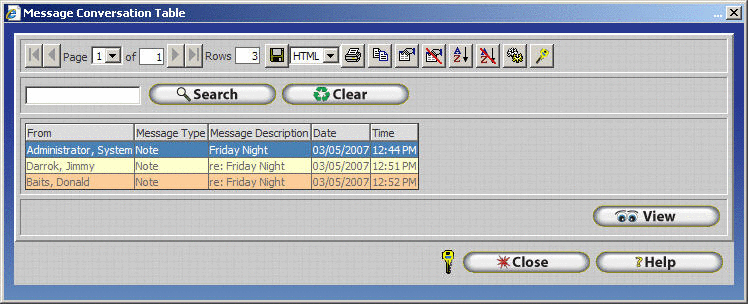 Message Conversation Table
Page 1 of 1 Rows 3 HTML
Search Clear
From Message Type Message Description Date Time
Administrator, System Note Friday Night 03/05/2007 12:44 PM
Darrok, Jimmy Note re: Friday Night 03/05/2007 12:51 PM
Baits, Donald Note re: Friday Night 03/05/2007 12:52 PM
View
Close ?Help